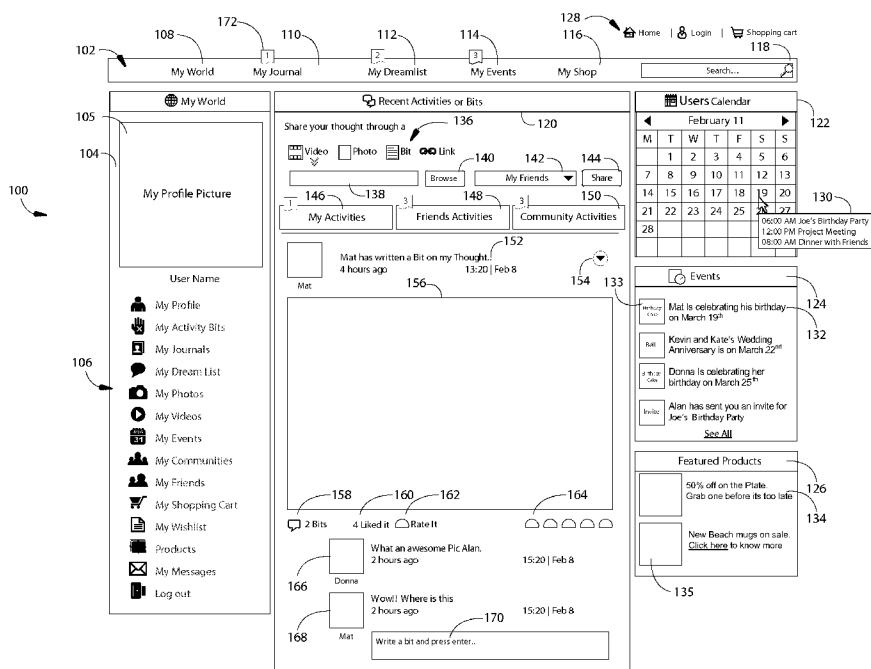 128 Home | Login | Shopping cart
172
108 110 112 114 116 118
102 1 2 3
My World My Journal My Dreamlist My Events My Shop Search...
My World
105
104
100
My Profile Picture
User Name
My Profile
My Activity Bits
My Journals
My Dream List
106
My Photos
My Videos
My Events
My Communities
My Friends
My Shopping Cart
My Wishlist
Products
My Messages
Log out
Recent Activities or Bits
120
Share your thought through a
136
Video Photo Bit Link
140 142 144
Browse My Friends Share
146 138 148 150
1 3 3
My Activities Friends Activities Community Activities
152
Mat has written a Bit on my Thought..
4 hours ago 13:20 | Feb 8
Mat
154
156
158 160 162 164
2 Bits 4 Liked it Rate It
What an awesome Pic Alan.
2 hours ago 15:20 | Feb 8
166 Donna
Wow!! Where is this
2 hours ago 15:20 | Feb 8
168 Mat
170
Write a bit and press enter..
Users Calendar
122
February 11
M T W T F S S
1 2 3 4 5 6
7 8 9 10 11 12 13
14 15 16 17 18 19 20
21 22 23 24 25 26 27
28
130
06:00 AM Joe's Birthday Party
12:00 PM Project Meeting
08:00 AM Dinner with Friends
Events
133 124
Mat Is celebrating his birthday
on March 19th
132
Ball
Kevin and Kate's Wedding
Anniversary is on March 22nd
Donna Is celebrating her
birthday on March 25th
Invite
Alan has sent you an invite for
Joe's Birthday Party
See All
Featured Products
126
50% off on the Plate.
Grab one before its too late
134
New Beach mugs on sale.
Click here to know more
135